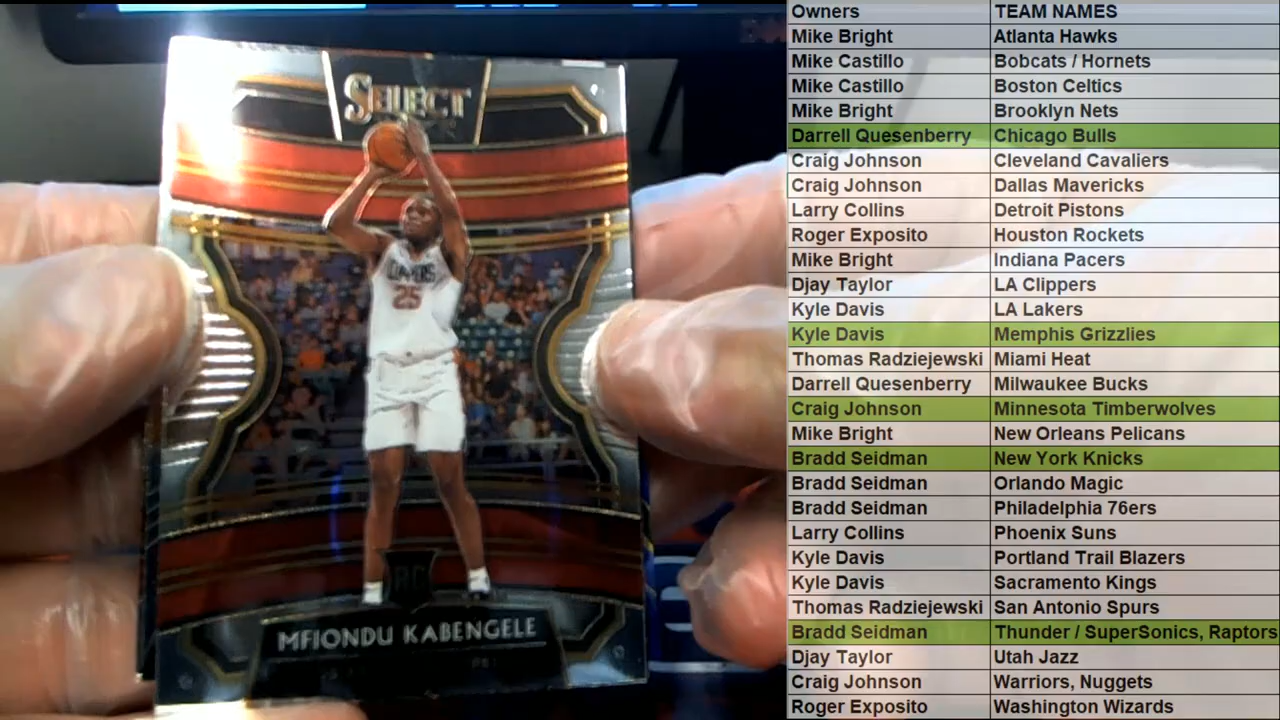 SELECT
CLIPPERS
25
RC
MFIONDU KABENGELE
Owners TEAM NAMES
Mike Bright Atlanta Hawks
Mike Castillo Bobcats / Hornets
Mike Castillo Boston Celtics
Mike Bright Brooklyn Nets
Darrell Quesenberry Chicago Bulls
Craig Johnson Cleveland Cavaliers
Craig Johnson Dallas Mavericks
Larry Collins Detroit Pistons
Roger Exposito Houston Rockets
Mike Bright Indiana Pacers
Djay Taylor LA Clippers
Kyle Davis LA Lakers
Kyle Davis Memphis Grizzlies
Thomas Radziejewski Miami Heat
Darrell Quesenberry Milwaukee Bucks
Craig Johnson Minnesota Timberwolves
Mike Bright New Orleans Pelicans
Bradd Seidman New York Knicks
Bradd Seidman Orlando Magic
Bradd Seidman Philadelphia 76ers
Larry Collins Phoenix Suns
Kyle Davis Portland Trail Blazers
Kyle Davis Sacramento Kings
Thomas Radziejewski San Antonio Spurs
Bradd Seidman Thunder / SuperSonics, Raptors
Djay Taylor Utah Jazz
Craig Johnson Warriors, Nuggets
Roger Exposito Washington Wizards